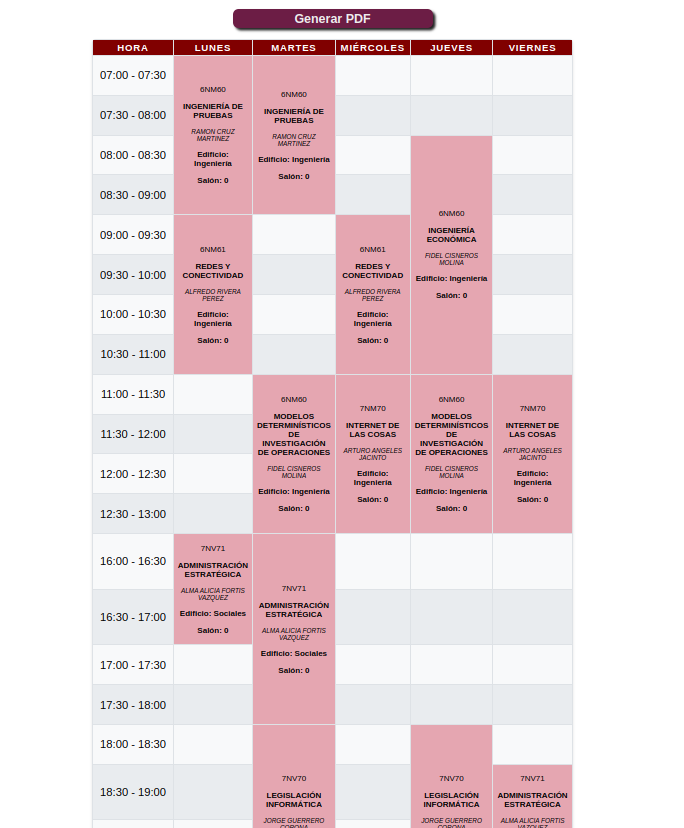 Generar PDF
HORA LUNES MARTES MIÉRCOLES JUEVES VIERNES
07:00 - 07:30
07:30 - 08:00
08:00 - 08:30
08:30 - 09:00
09:00 - 09:30
09:30 - 10:00
10:00 - 10:30
10:30 - 11:00
11:00 - 11:30
11:30 - 12:00
12:00 - 12:30
12:30 - 13:00
16:00 - 16:30
16:30 - 17:00
17:00 - 17:30
17:30 - 18:00
18:00 - 18:30
18:30 - 19:00
6NM60
INGENIERÍA DE
PRUEBAS
RAMON CRUZ
MARTINEZ
Edificio:
Ingeniería
Salón: 0
6NM61
REDES Y
CONECTIVIDAD
ALFREDO RIVERA
PEREZ
Edificio:
Ingeniería
Salón: 0
7NV71
ADMINISTRACIÓN
ESTRATÉGICA
ALMA ALICIA FORTIS
VAZQUEZ
Edificio: Sociales
Salón: 0
6NM60
INGENIERÍA DE
PRUEBAS
RAMON CRUZ
MARTINEZ
Edificio: Ingeniería
Salón: 0
6NM60
MODELOS
DETERMINÍSTICOS
DE
INVESTIGACIÓN
DE OPERACIONES
FIDEL CISNEROS
MOLINA
Edificio: Ingeniería
Salón: 0
7NV71
ADMINISTRACIÓN
ESTRATÉGICA
ALMA ALICIA FORTIS
VAZQUEZ
Edificio: Sociales
Salón: 0
7NV70
LEGISLACIÓN
INFORMÁTICA
JORGE GUERRERO
CORONA
6NM61
REDES Y
CONECTIVIDAD
ALFREDO RIVERA
PEREZ
Edificio:
Ingeniería
Salón: 0
7NM70
INTERNET DE
LAS COSAS
ARTURO ANGELES
JACINTO
Edificio:
Ingeniería
Salón: 0
6NM60
INGENIERÍA
ECONÓMICA
FIDEL CISNEROS
MOLINA
Edificio: Ingeniería
Salón: 0
6NM60
MODELOS
DETERMINÍSTICOS
DE
INVESTIGACIÓN
DE OPERACIONES
FIDEL CISNEROS
MOLINA
Edificio: Ingeniería
Salón: 0
7NV70
LEGISLACIÓN
INFORMÁTICA
JORGE GUERRERO
CORONA
7NM70
INTERNET DE
LAS COSAS
ARTURO ANGELES
JACINTO
Edificio:
Ingeniería
Salón: 0
7NV71
ADMINISTRACIÓN
ESTRATÉGICA
ALMA ALICIA FORTIS
VAZQUEZ